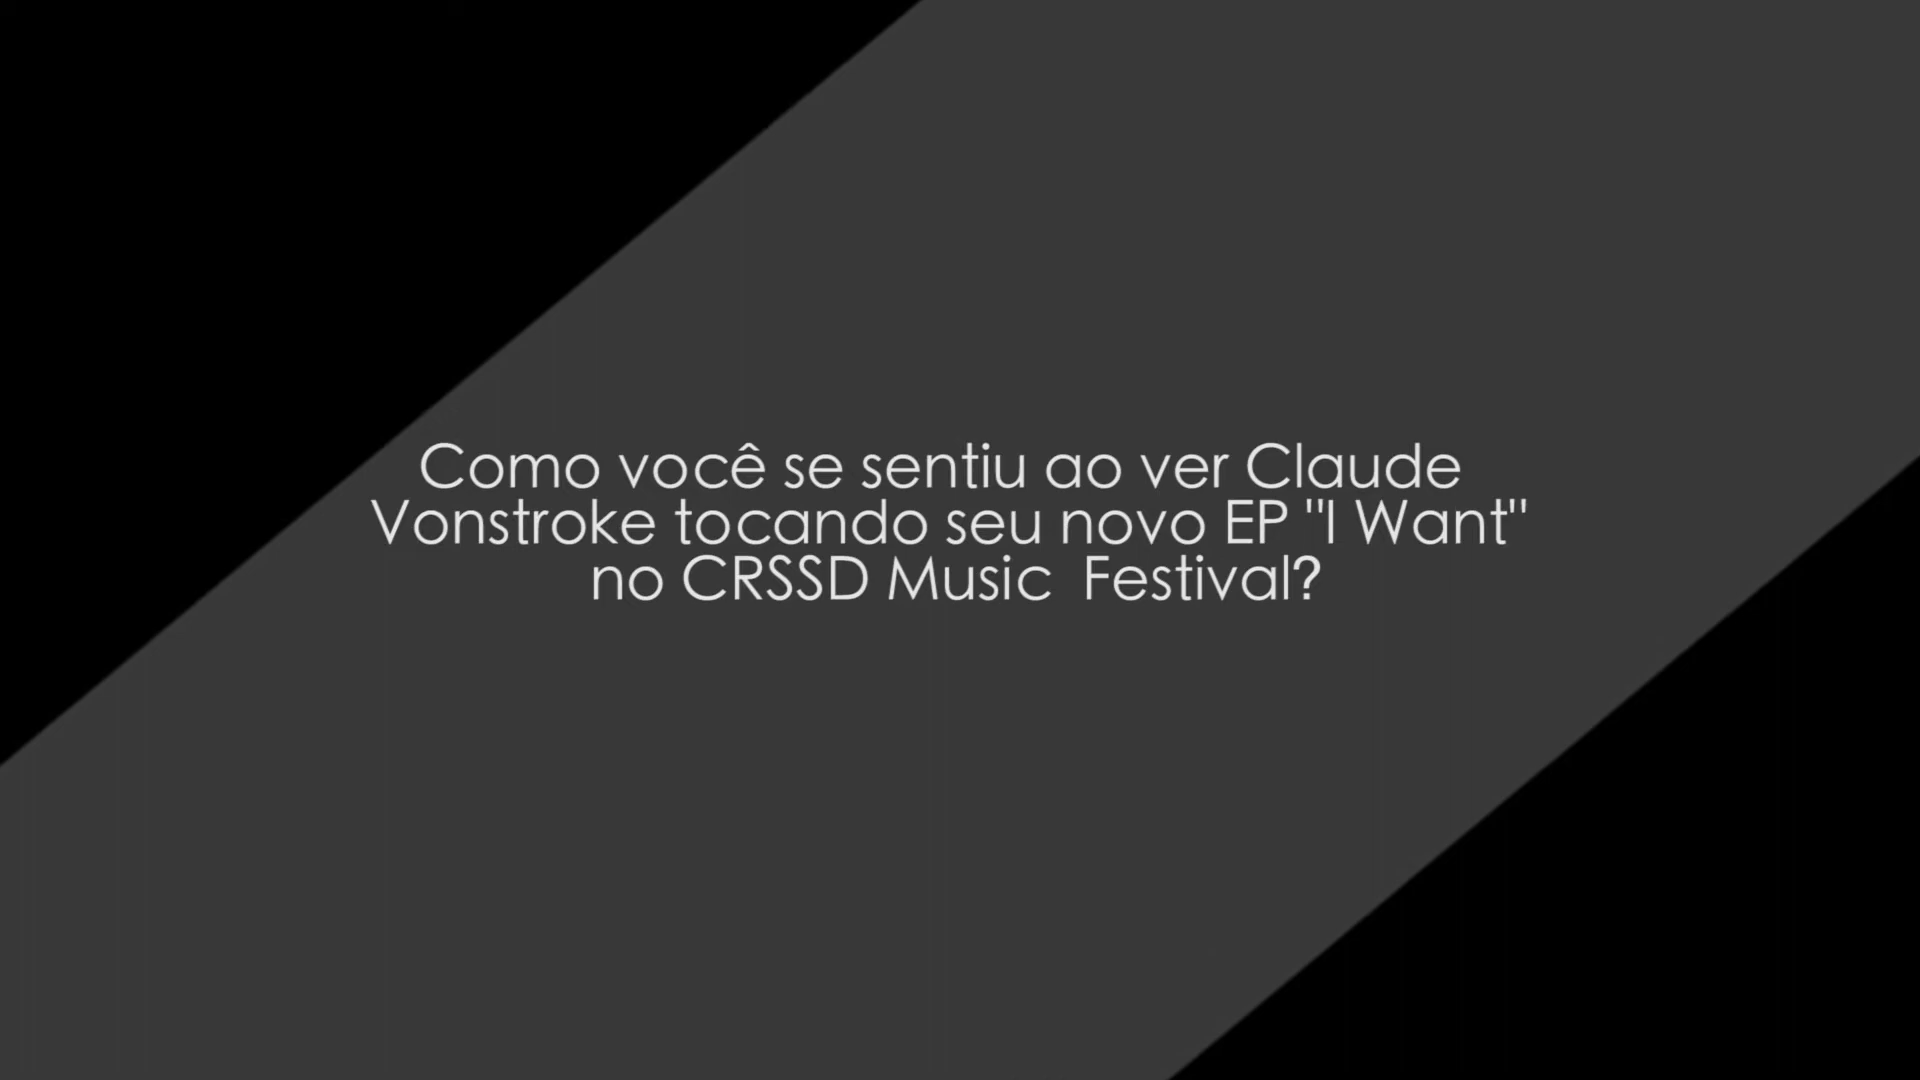 Como você se sentiu ao ver Claude
Vonstroke tocando seu novo EP "I Want"
no CRSSD Music  Festival?